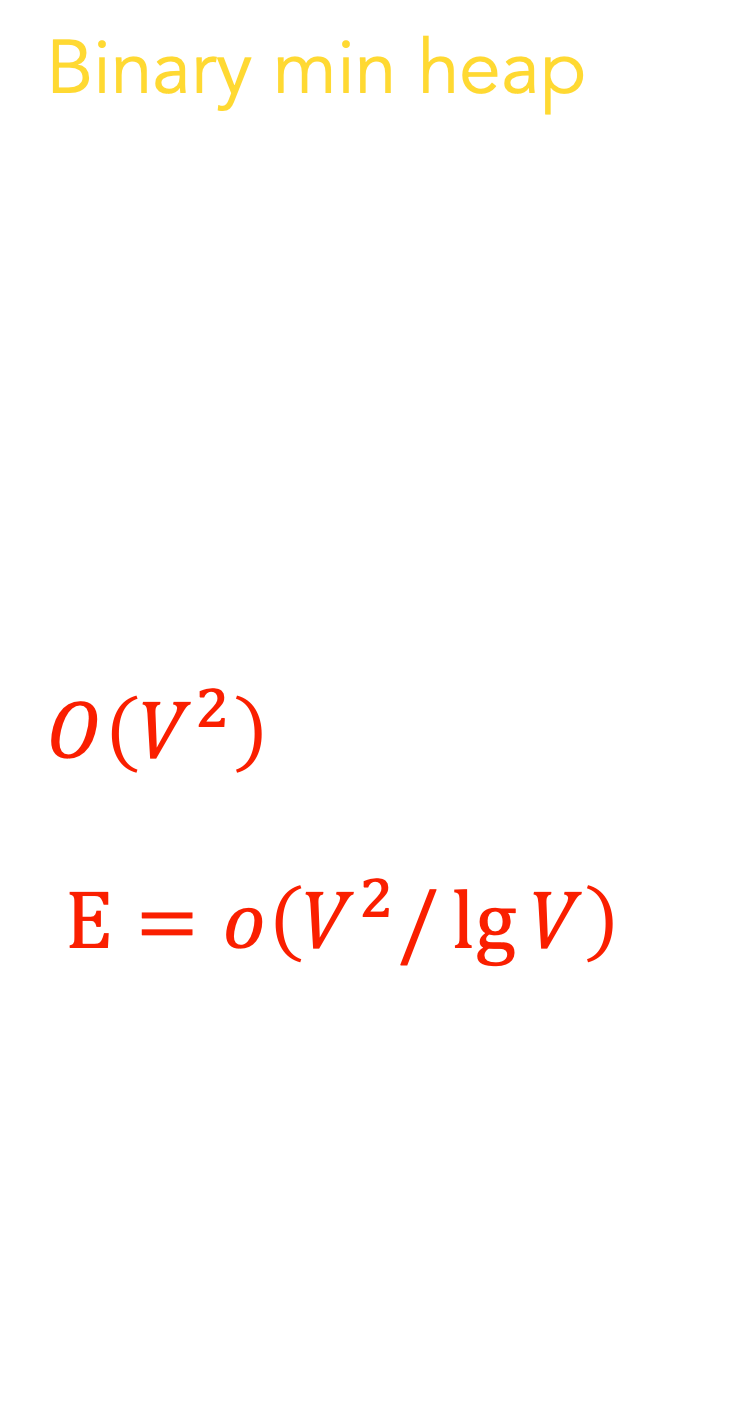 Binary min heap
O(V²)
E = o(V²/ lg V)